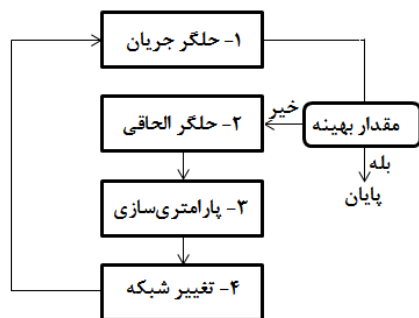 ۱- حلگر جریان
مقدار بهینه
خیر
بله
پایان
۲- حلگر الحاقی
۳- پارامتری‌سازی
۴- تغییر شبکه